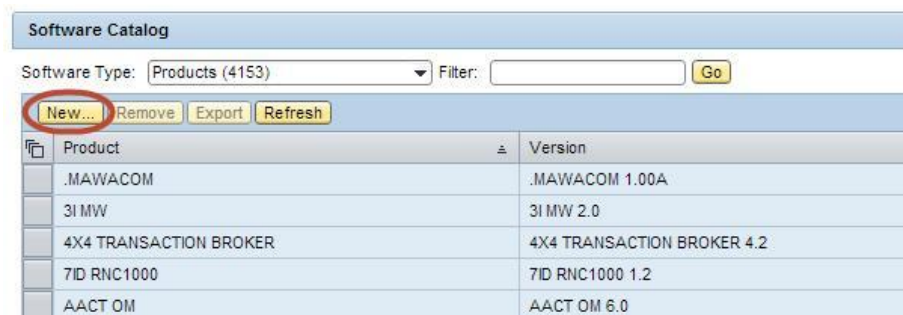 Software Catalog
Software Type: Products (4153) Filter: Go
New... Remove Export Refresh
Product Version
.MAWACOM .MAWACOM 1.00A
3I MW 3I MW 2.0
4X4 TRANSACTION BROKER 4X4 TRANSACTION BROKER 4.2
7ID RNC1000 7ID RNC1000 1.2
AACT OM AACT OM 6.0